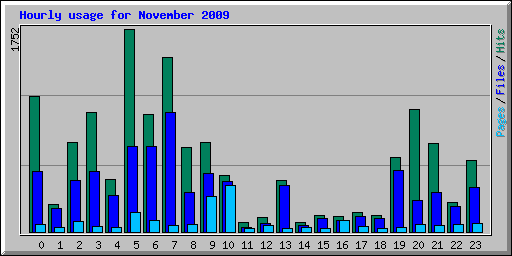 Hourly usage for November 2009
1752
Pages / Files / Hits
0 1 2 3 4 5 6 7 8 9 10 11 12 13 14 15 16 17 18 19 20 21 22 23